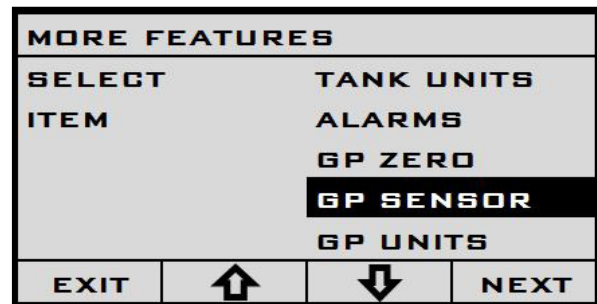 MORE FEATURES
SELECT TANK UNITS
ITEM ALARMS
GP ZERO
GP SENSOR
GP UNITS
EXIT NEXT